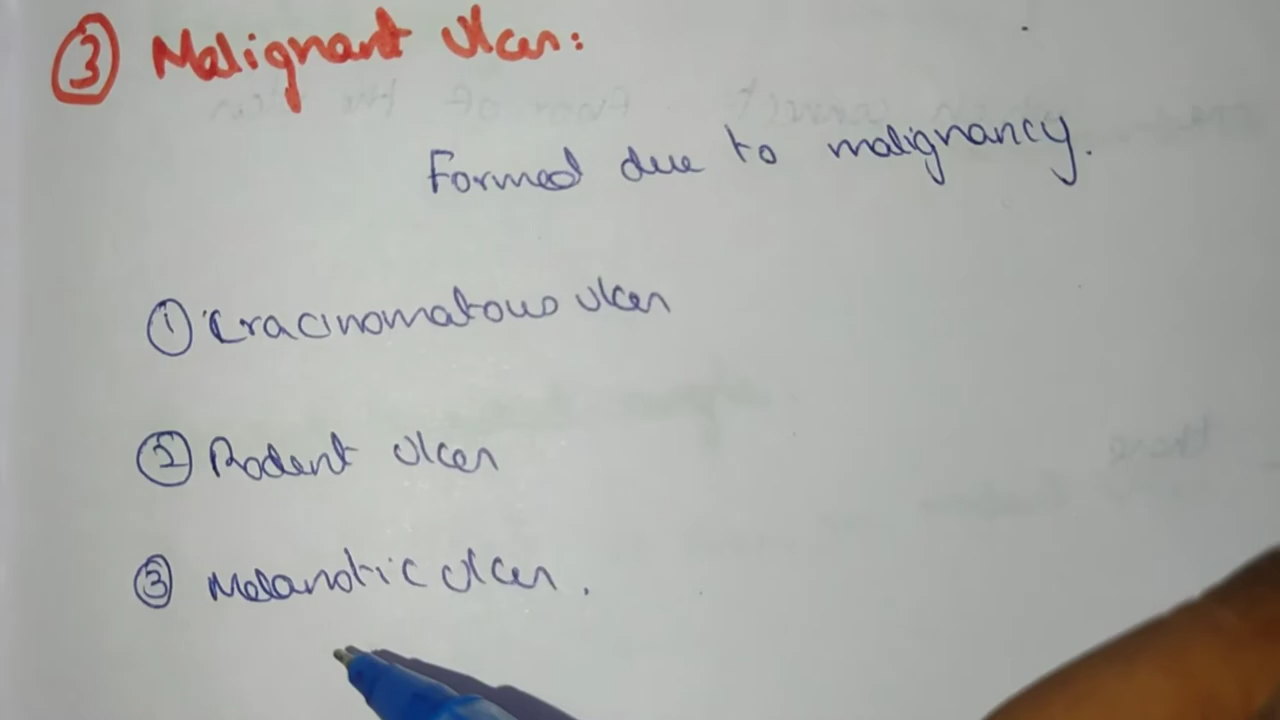 ③ Malignant Ulcer:
Formed due to malignancy.
① Cracinomatous ulcer
② Rodent Ulcer
③ Melanotic ulcer.